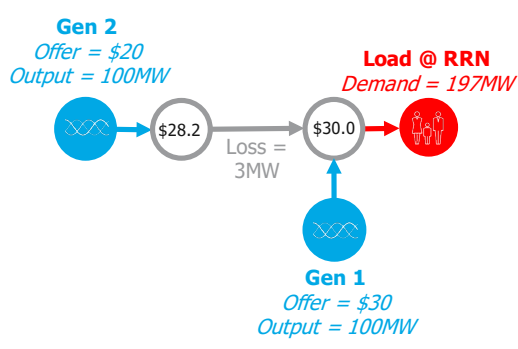 Gen 2
Offer = $20
Output = 100MW
Load @ RRN
Demand = 197MW
$28.2
Loss =
3MW
$30.0
Gen 1
Offer = $30
Output = 100MW